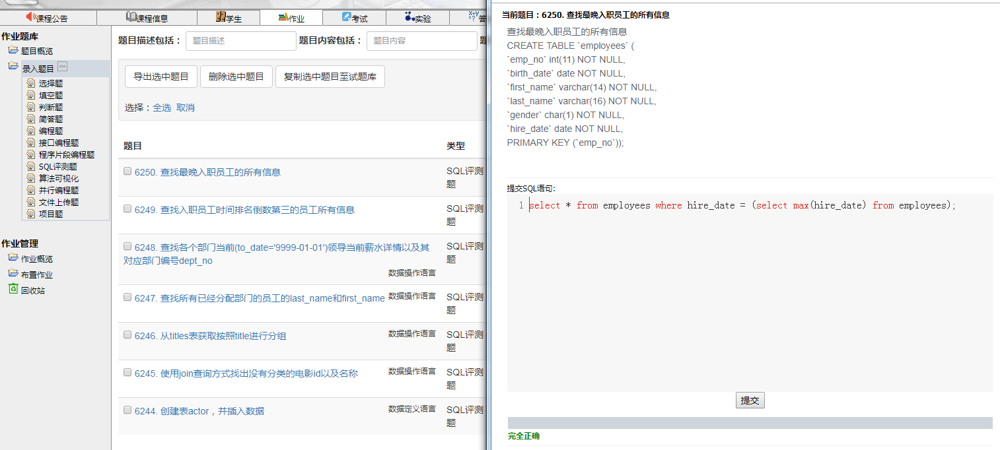 课程公告
课程信息
学生
作业
考试
实验
答
作业题库
题目概览
录入题目
选择题
填空题
判断题
简答题
编程题
接口编程题
程序片段编程题
SQL评测题
算法可视化
并行编程题
文件上传题
项目题
作业管理
作业概览
布置作业
回收站
题目描述包括： 题目描述 题目内容包括： 题目内容 题
导出选中题目 删除选中题目 复制选中题目至试题库
选择：全选 取消
题目 类型
6250. 查找最晚入职员工的所有信息
SQL评测
题
6249. 查找入职员工时间排名倒数第三的员工所有信息
SQL评测
题
6248. 查找各个部门当前(to_date='9999-01-01')领导当前薪水详情以及其
对应部门编号dept_no
数据操作语言
SQL评测
题
6247. 查找所有已经分配部门的员工的last_name和first_name
数据操作语言
SQL评测
题
6246. 从titles表获取按照title进行分组
数据操作语言
SQL评测
题
6245. 使用join查询方式找出没有分类的电影id以及名称
数据操作语言
SQL评测
题
6244. 创建表actor，并插入数据
数据定义语言
SQL评测
题
当前题目：6250. 查找最晚入职员工的所有信息
查找最晚入职员工的所有信息
CREATE TABLE `employees` (
`emp_no` int(11) NOT NULL,
`birth_date` date NOT NULL,
`first_name` varchar(14) NOT NULL,
`last_name` varchar(16) NOT NULL,
`gender` char(1) NOT NULL,
`hire_date` date NOT NULL,
PRIMARY KEY (`emp_no`));
提交SQL语句:
1 select * from employees where hire_date = (select max(hire_date) from employees);
提交
完全正确